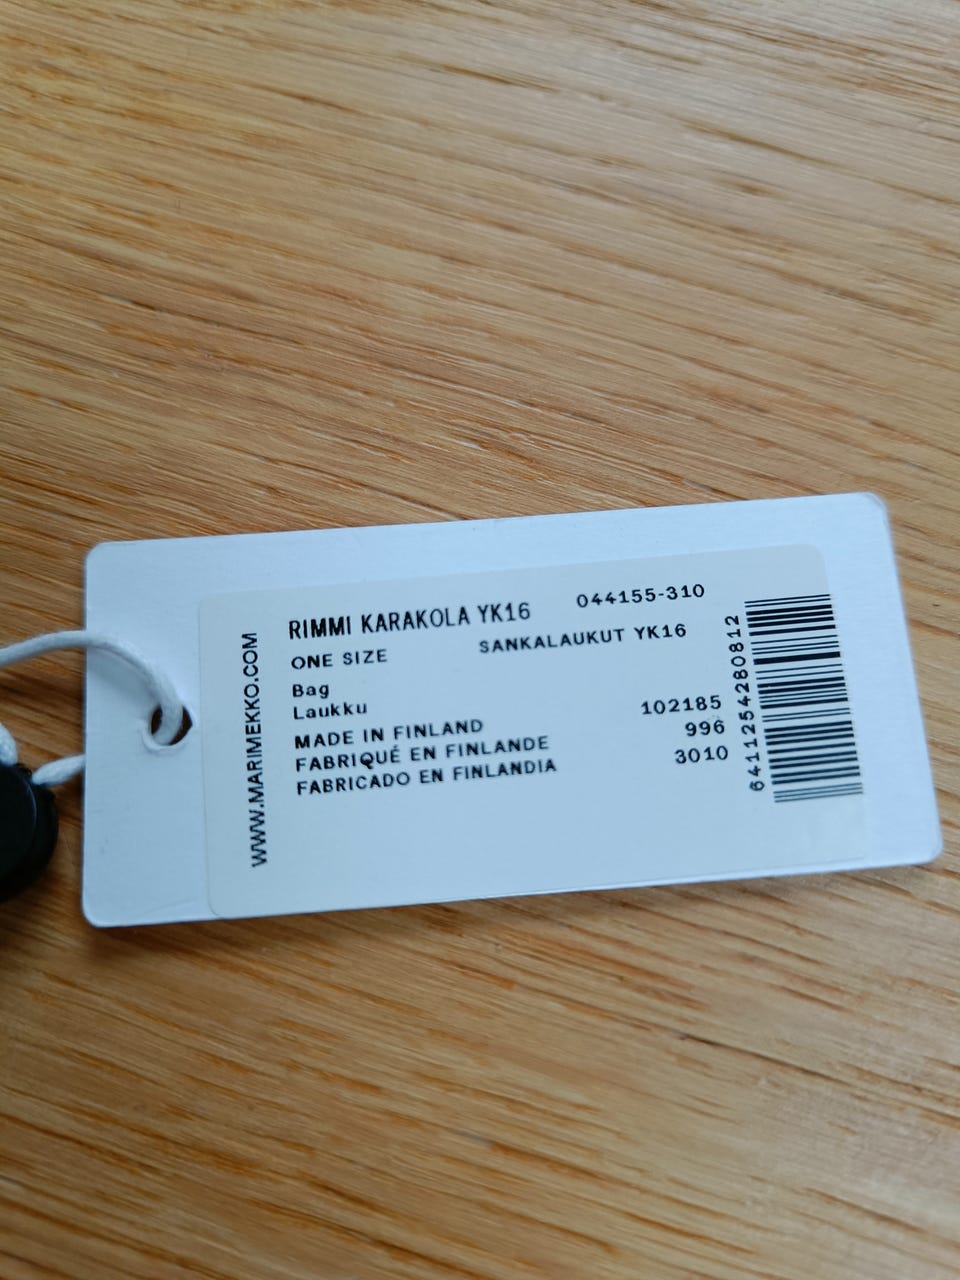 WWW.MARIMEKKO.COM
RIMMI KARAKOLA YK16 044155-310
ONE SIZE SANKALAUKUT YK16
Bag
Laukku 102185
MADE IN FINLAND 996
FABRIQUÉ EN FINLANDE 3010
FABRICADO EN FINLANDIA
6411254280812